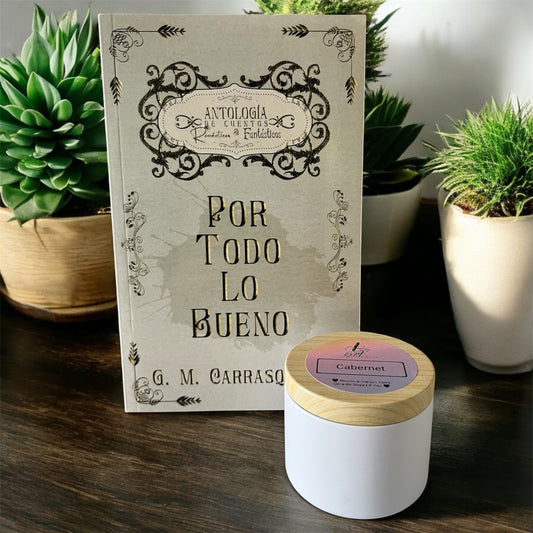 ANTOLOGÍA
DE CUENTOS
Románticos & Fantásticos
POR
TODO
LO
BUENO
G. M. CARRASQ
Cabernet